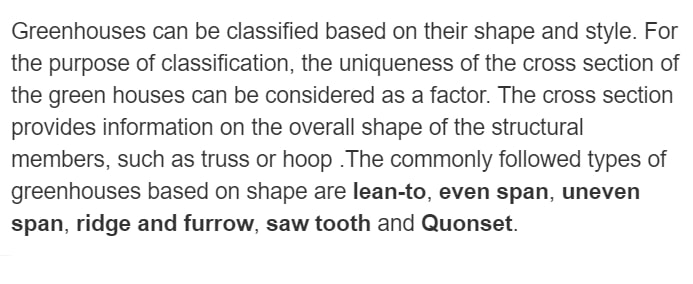 Greenhouses can be classified based on their shape and style. For
the purpose of classification, the uniqueness of the cross section of
the green houses can be considered as a factor. The cross section
provides information on the overall shape of the structural
members, such as truss or hoop .The commonly followed types of
greenhouses based on shape are lean-to, even span, uneven
span, ridge and furrow, saw tooth and Quonset.